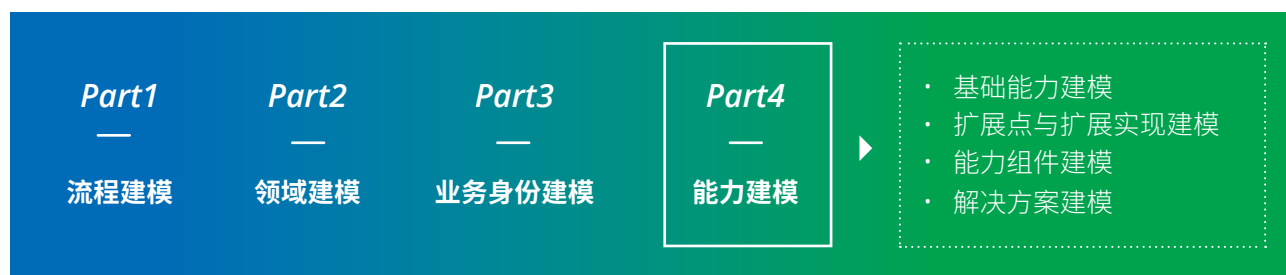 Part1
流程建模
Part2
领域建模
Part3
业务身份建模
Part4
能力建模
· 基础能力建模
· 扩展点与扩展实现建模
· 能力组件建模
· 解决方案建模